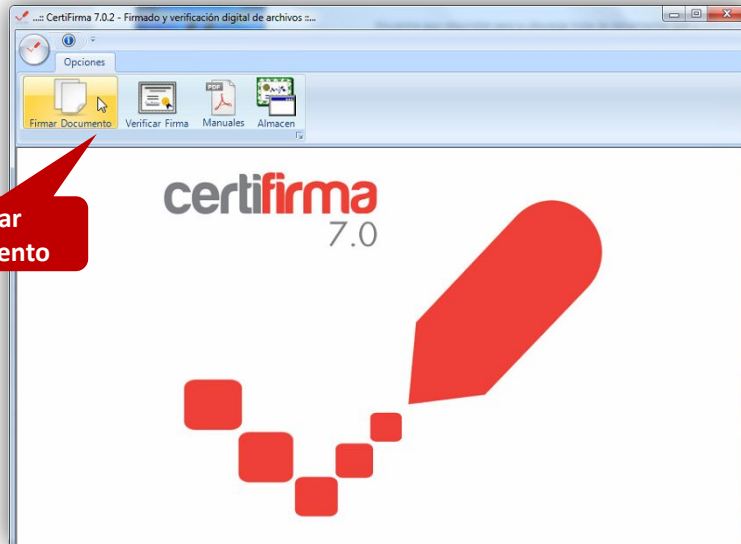 ...:: CertiFirma 7.0.2 - Firmado y verificación digital de archivos ::...
Opciones
Firmar Documento
Verificar Firma
PDF
Manuales
Almacen
ar
ento
certifirma
7.0